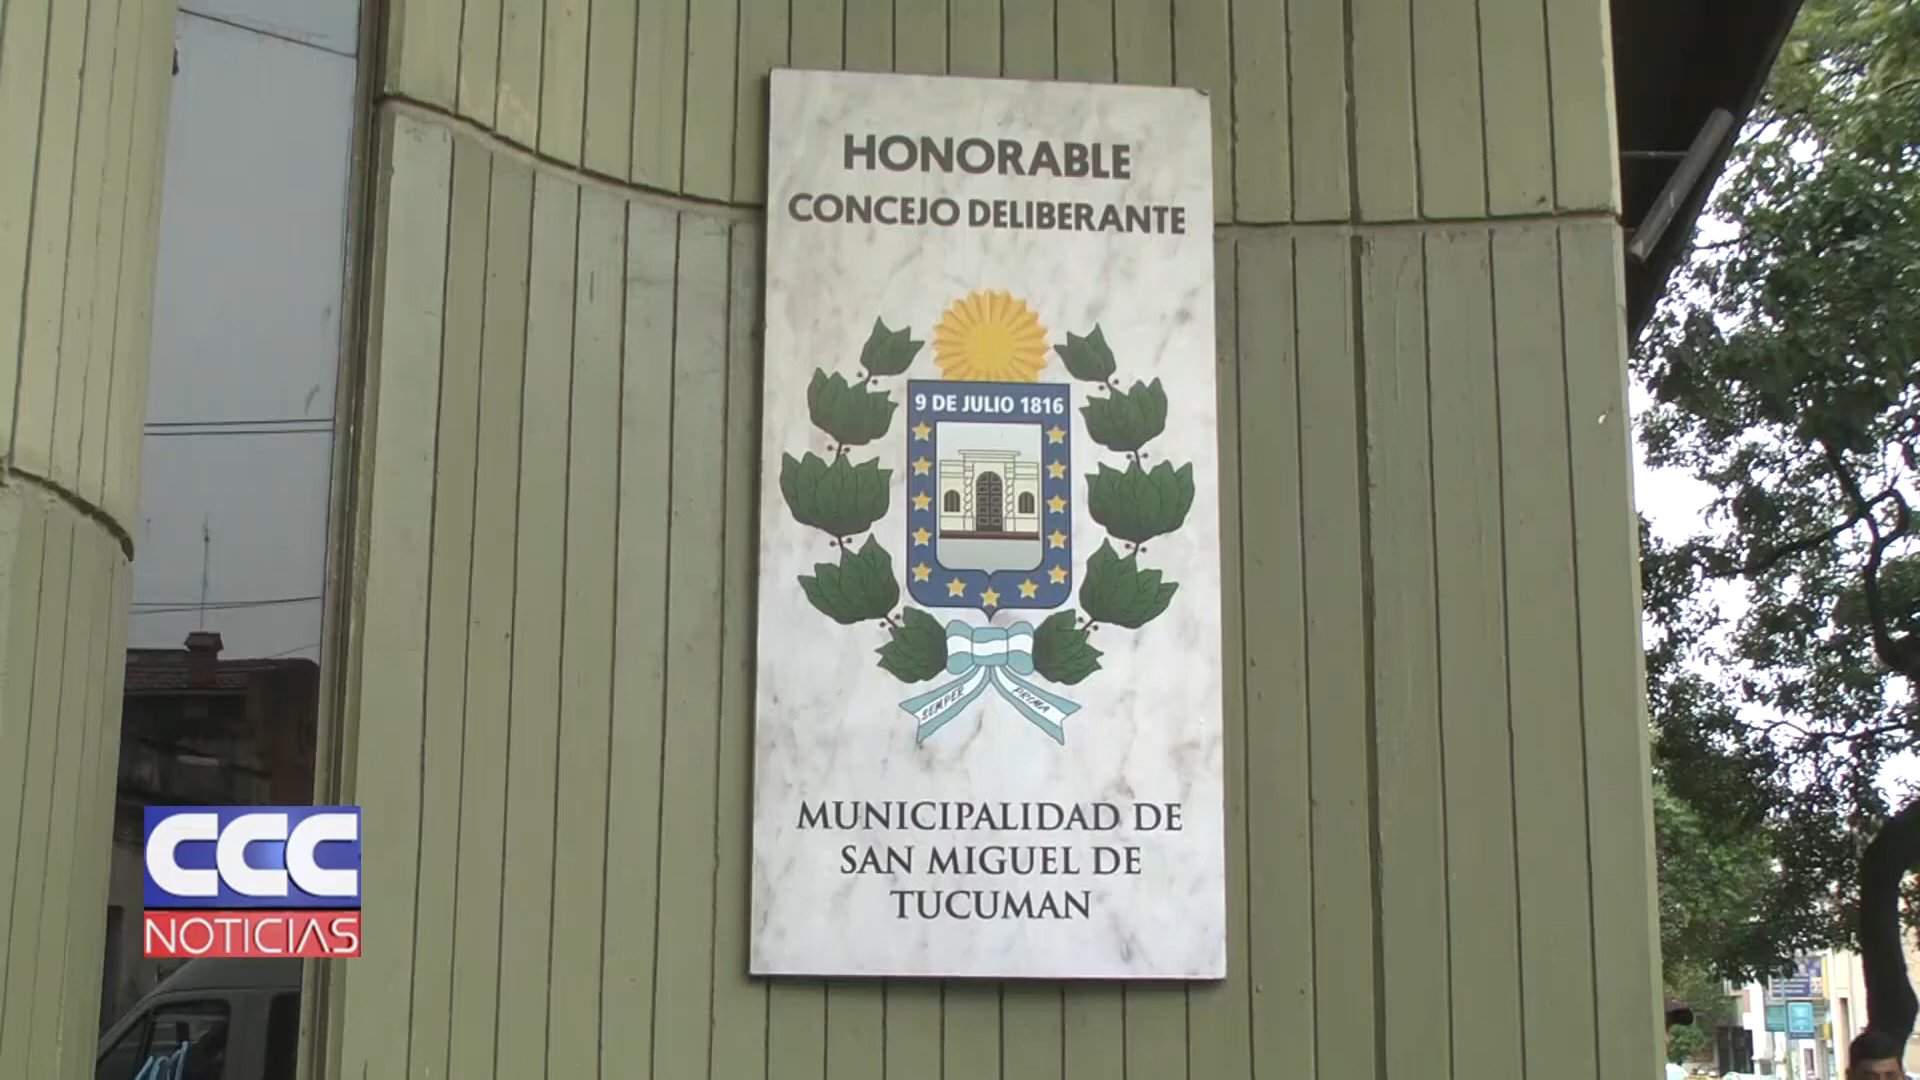 HONORABLE
CONCEJO DELIBERANTE
9 DE JULIO 1816
SEMPER PRIMA
MUNICIPALIDAD DE
SAN MIGUEL DE
TUCUMAN
CCC
NOTICIAS